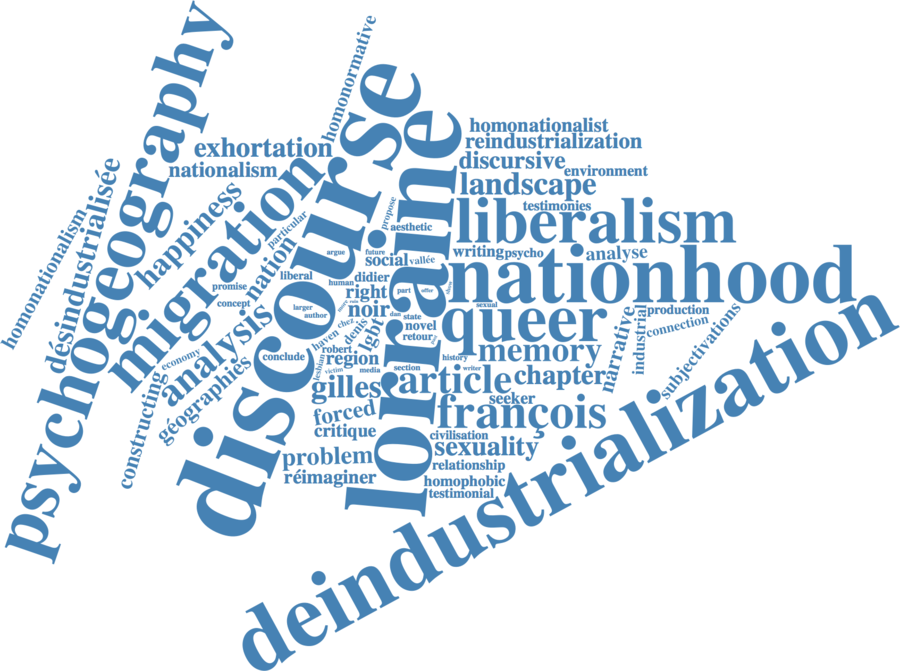 psychogeography
homonormative
discourse
lorraine
exhortation
nationalism
homonationalist
reindustrialization
discursive
environment
landscape
testimonies
liberalism
désindustrialisée
homonationalism
happiness
migration
particular
propose
aesthetic
nation
argue
future
social
vallée
writing
psycho
analyse
nationhood
liberal
human
didier
promise
right
part
offer
concept
larger
author
noir
dan
state
sexual
queer
production
connection
industrial
narrative
subjectivations
analysis
haven
chez
denis
lgbt
novel
retour
memory
economy
géographies
constructing
conclude
robert
region
lesbian
victim
media
section
history
writer
gilles
article
chapter
seeker
forced
critique
françois
civilisation
sexuality
problem
réimaginer
relationship
homophobic
testimonial
deindustrialization